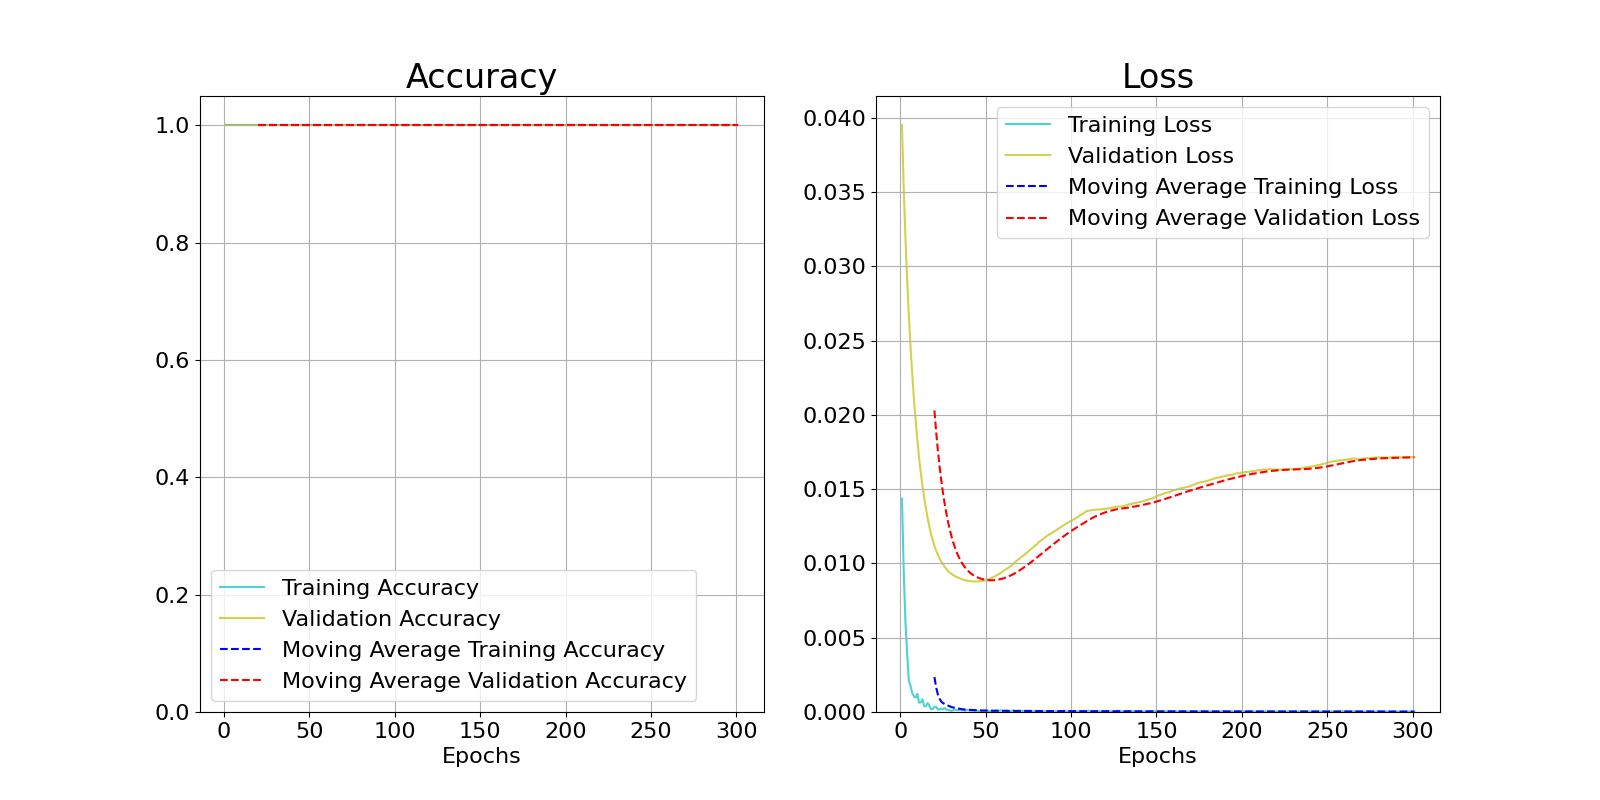 Accuracy
1.0
0.8
0.6
0.4
0.2
0.0
Training Accuracy
Validation Accuracy
Moving Average Training Accuracy
Moving Average Validation Accuracy
0 50 100 150 200 250 300
Epochs
Loss
0.040
0.035
0.030
0.025
0.020
0.015
0.010
0.005
0.000
Training Loss
Validation Loss
Moving Average Training Loss
Moving Average Validation Loss
0 50 100 150 200 250 300
Epochs